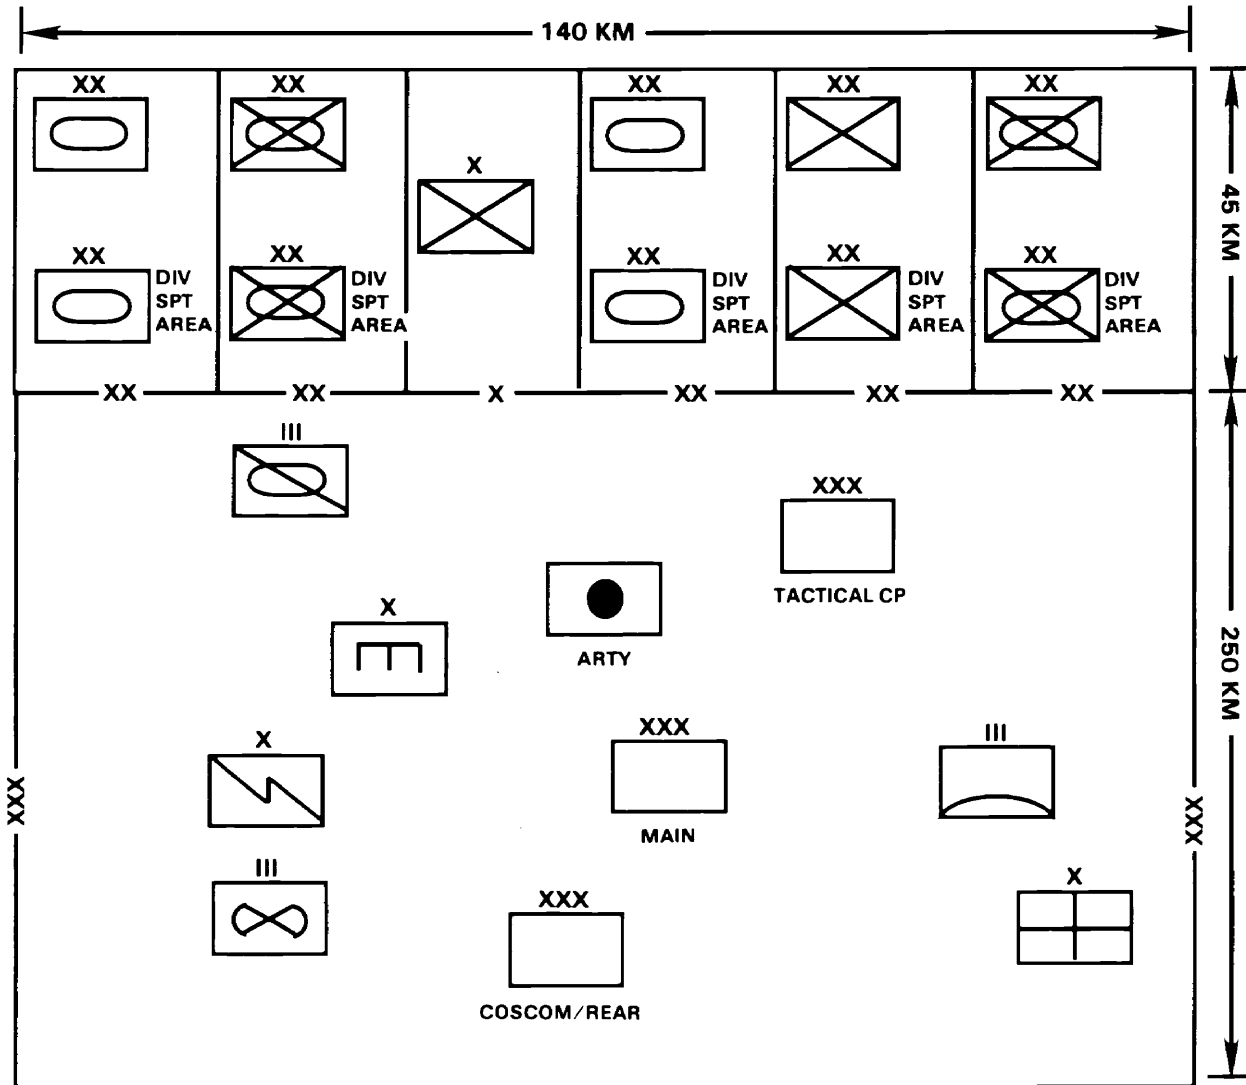 140 KM
XX
XX
XX
XX
XX
X
45 KM
XX
XX
XX
XX
XX
DIV
SPT
AREA
DIV
SPT
AREA
DIV
SPT
AREA
DIV
SPT
AREA
DIV
SPT
AREA
XX
XX
X
XX
XX
XX
III
XXX
TACTICAL CP
X
ARTY
250 KM
XXX
MAIN
X
III
XXX
XXX
III
XXX
X
COSCOM/REAR